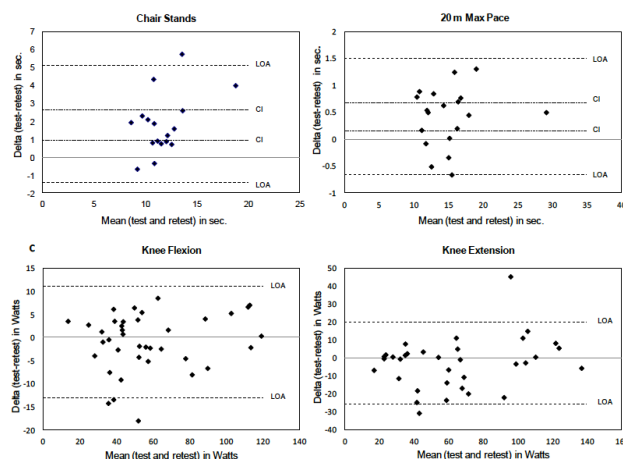 Chair Stands
7
6
5
4
3
2
1
0
-1
-2
LOA
CI
CI
LOA
0
5
10
15
20
25
Mean (test and retest) in sec.
Delta (test-retest) in sec.
20 m Max Pace
2
1.5
1
0.5
0
-0.5
-1
LOA
CI
CI
LOA
0
5
10
15
20
25
30
35
40
Mean (test and retest) in sec.
Delta (test-retest) in sec.
C
Knee Flexion
15
10
5
0
-5
-10
-15
-20
LOA
LOA
0
20
40
60
80
100
120
140
Mean (test and retest) in Watts
Delta (test-retest) in Watts
Knee Extension
50
40
30
20
10
0
-10
-20
-30
-40
LOA
LOA
0
20
40
60
80
100
120
140
160
Mean (test and retest) in Watts
Delta (test-retest) in Watts